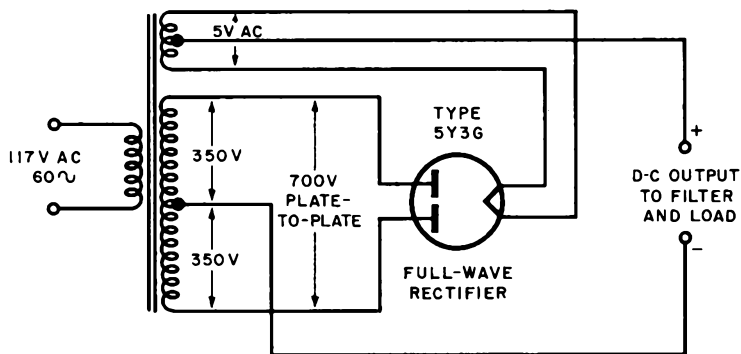 5V AC
117V AC
60~
350V
350V
700V
PLATE-
TO-PLATE
TYPE
5Y3G
FULL-WAVE
RECTIFIER
+
D-C OUTPUT
TO FILTER
AND LOAD
−